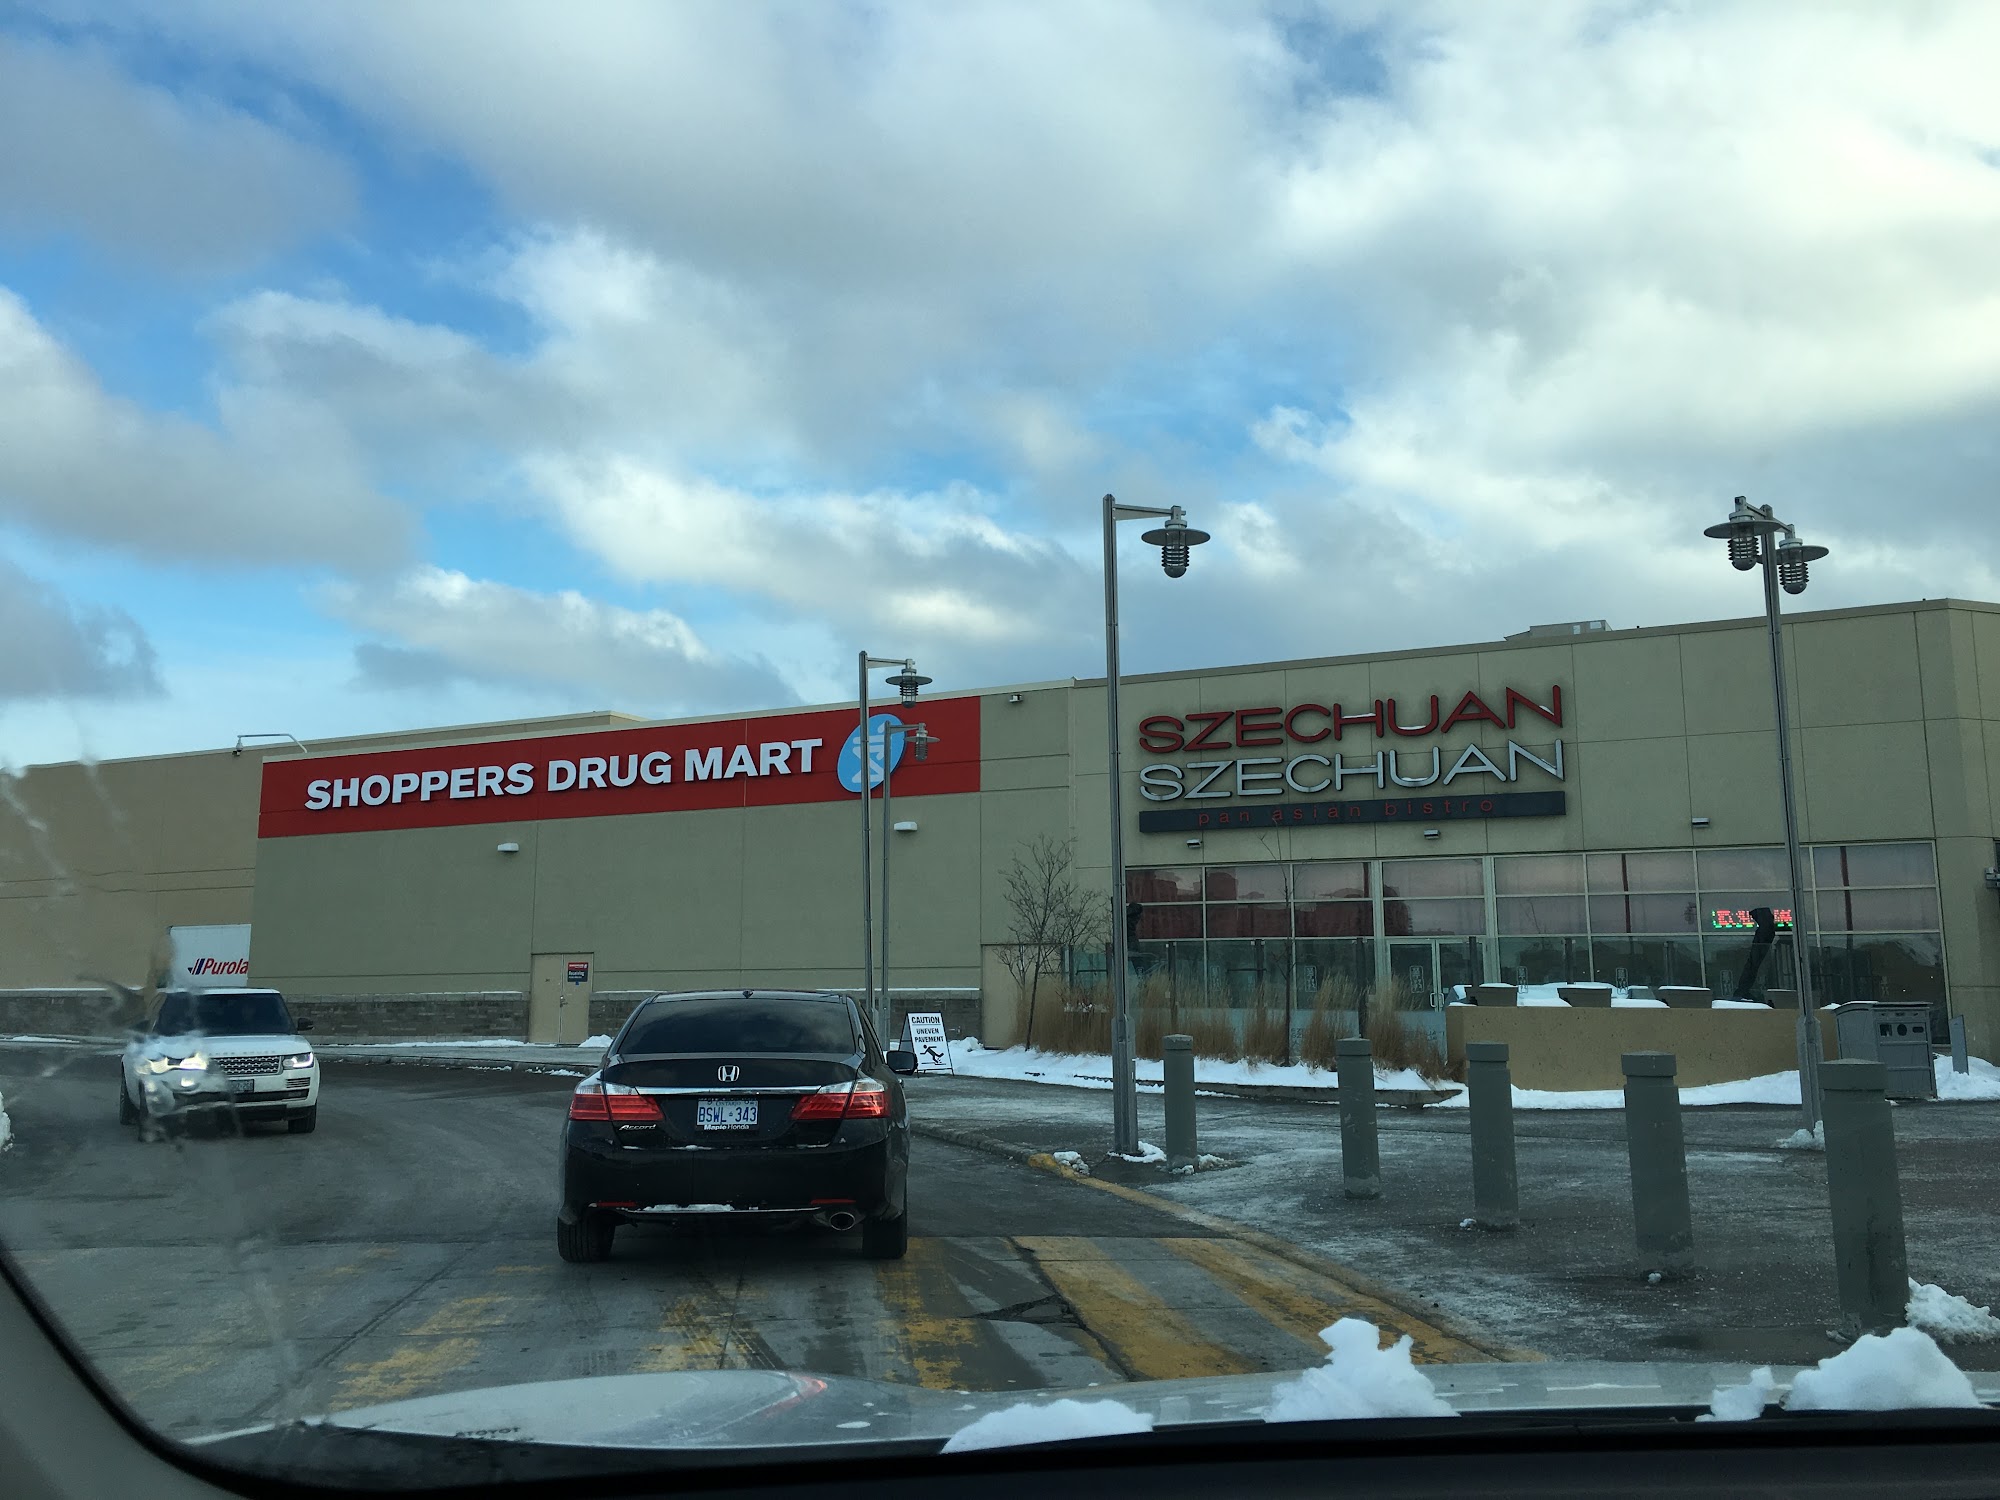 SHOPPERS DRUG MART
SZECHUAN
SZECHUAN
pan asian bistro
Purola
CAUTION
UNEVEN
PAVEMENT
BSWL 343
Maple Honda
Accord